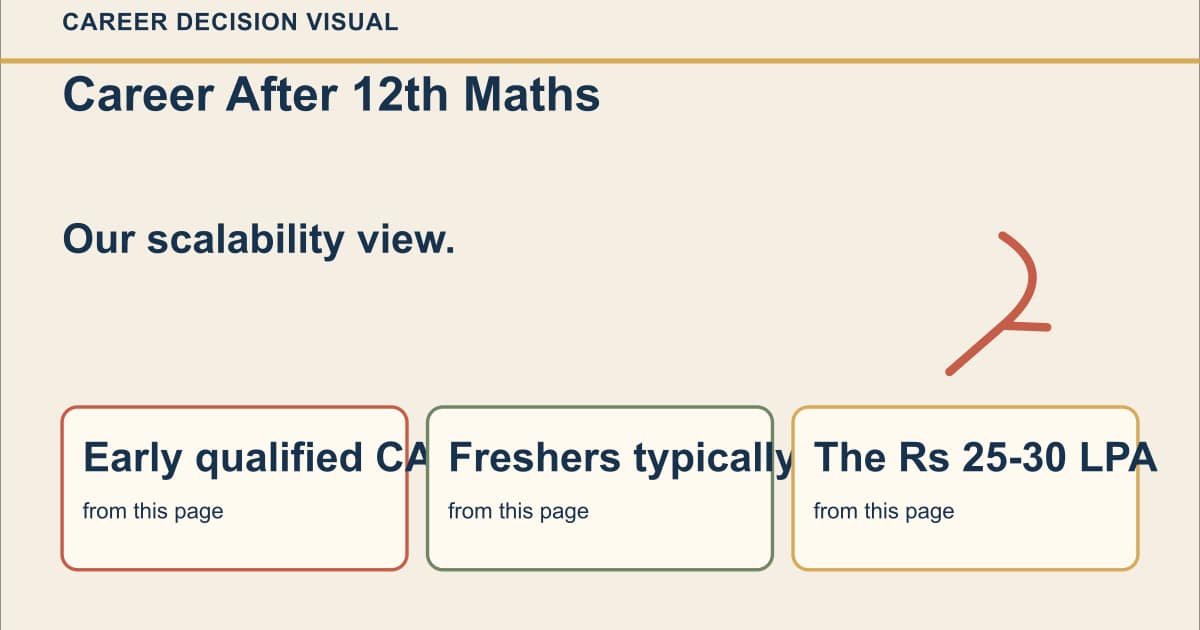 CAREER DECISION VISUAL
Career After 12th Maths
Our scalability view.
Early qualified CA
from this page
Freshers typically
from this page
The Rs 25-30 LPA
from this page